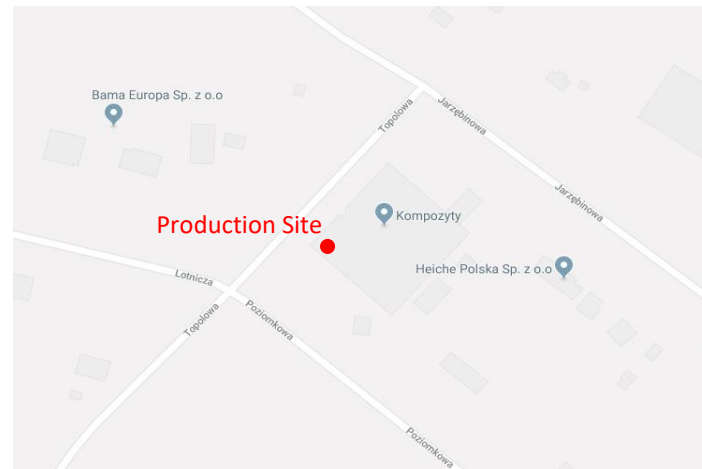 Bama Europa Sp. z o.o
Topolowa
Jarzębinowa
Jarzębinowa
Kompozyty
Production Site
Heiche Polska Sp. z o.o
Lotnicza
Topolowa
Poziomkowa
Poziomkowa